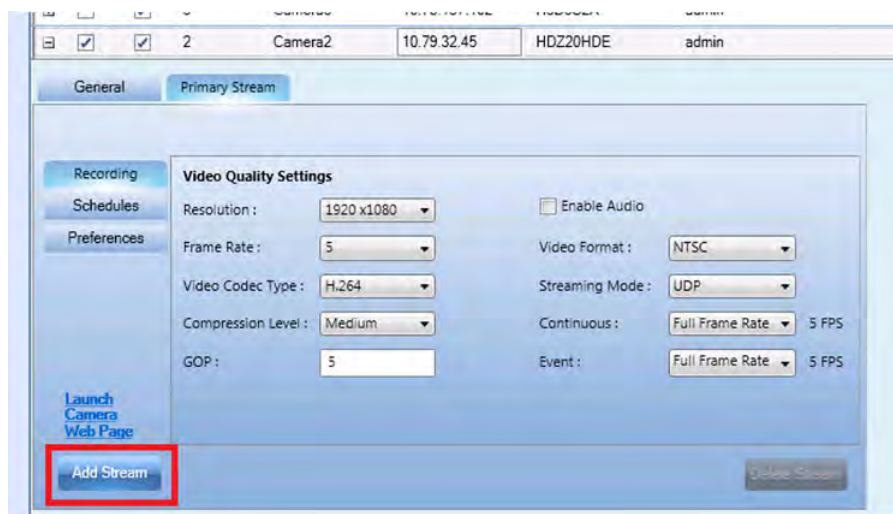 2 Camera2 10.79.32.45 HDZ20HDE admin
General Primary Stream
Recording
Schedules
Preferences
Video Quality Settings
Resolution : 1920 x1080 Enable Audio
Frame Rate : 5 Video Format : NTSC
Video Codec Type : H.264 Streaming Mode : UDP
Compression Level : Medium Continuous : Full Frame Rate 5 FPS
GOP : 5 Event : Full Frame Rate 5 FPS
Launch
Camera
Web Page
Add Stream Delete Stream